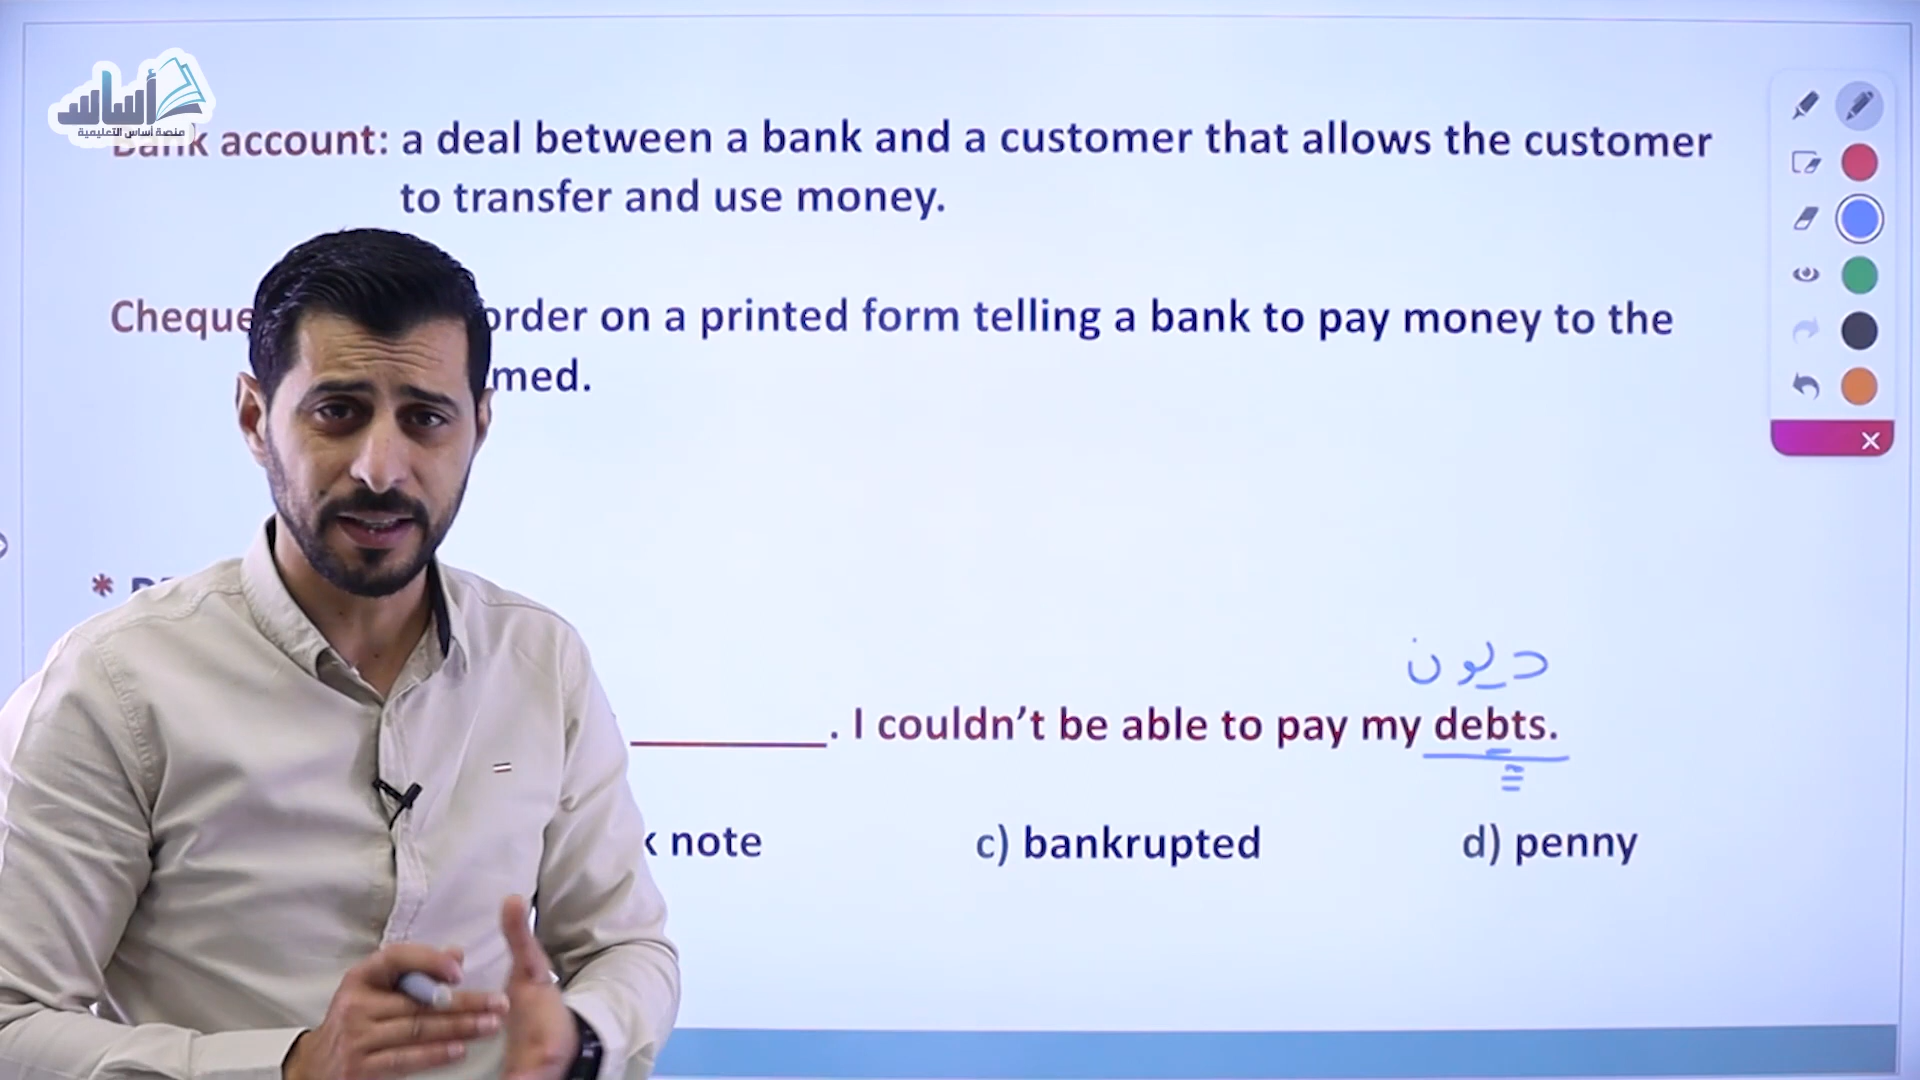 أساس
منصة أساس التعليمية
Bank account: a deal between a bank and a customer that allows the customer
to transfer and use money.
Cheque order on a printed form telling a bank to pay money to the
med.
*
ديون
. I couldn’t be able to pay my debts.
note c) bankrupted d) penny